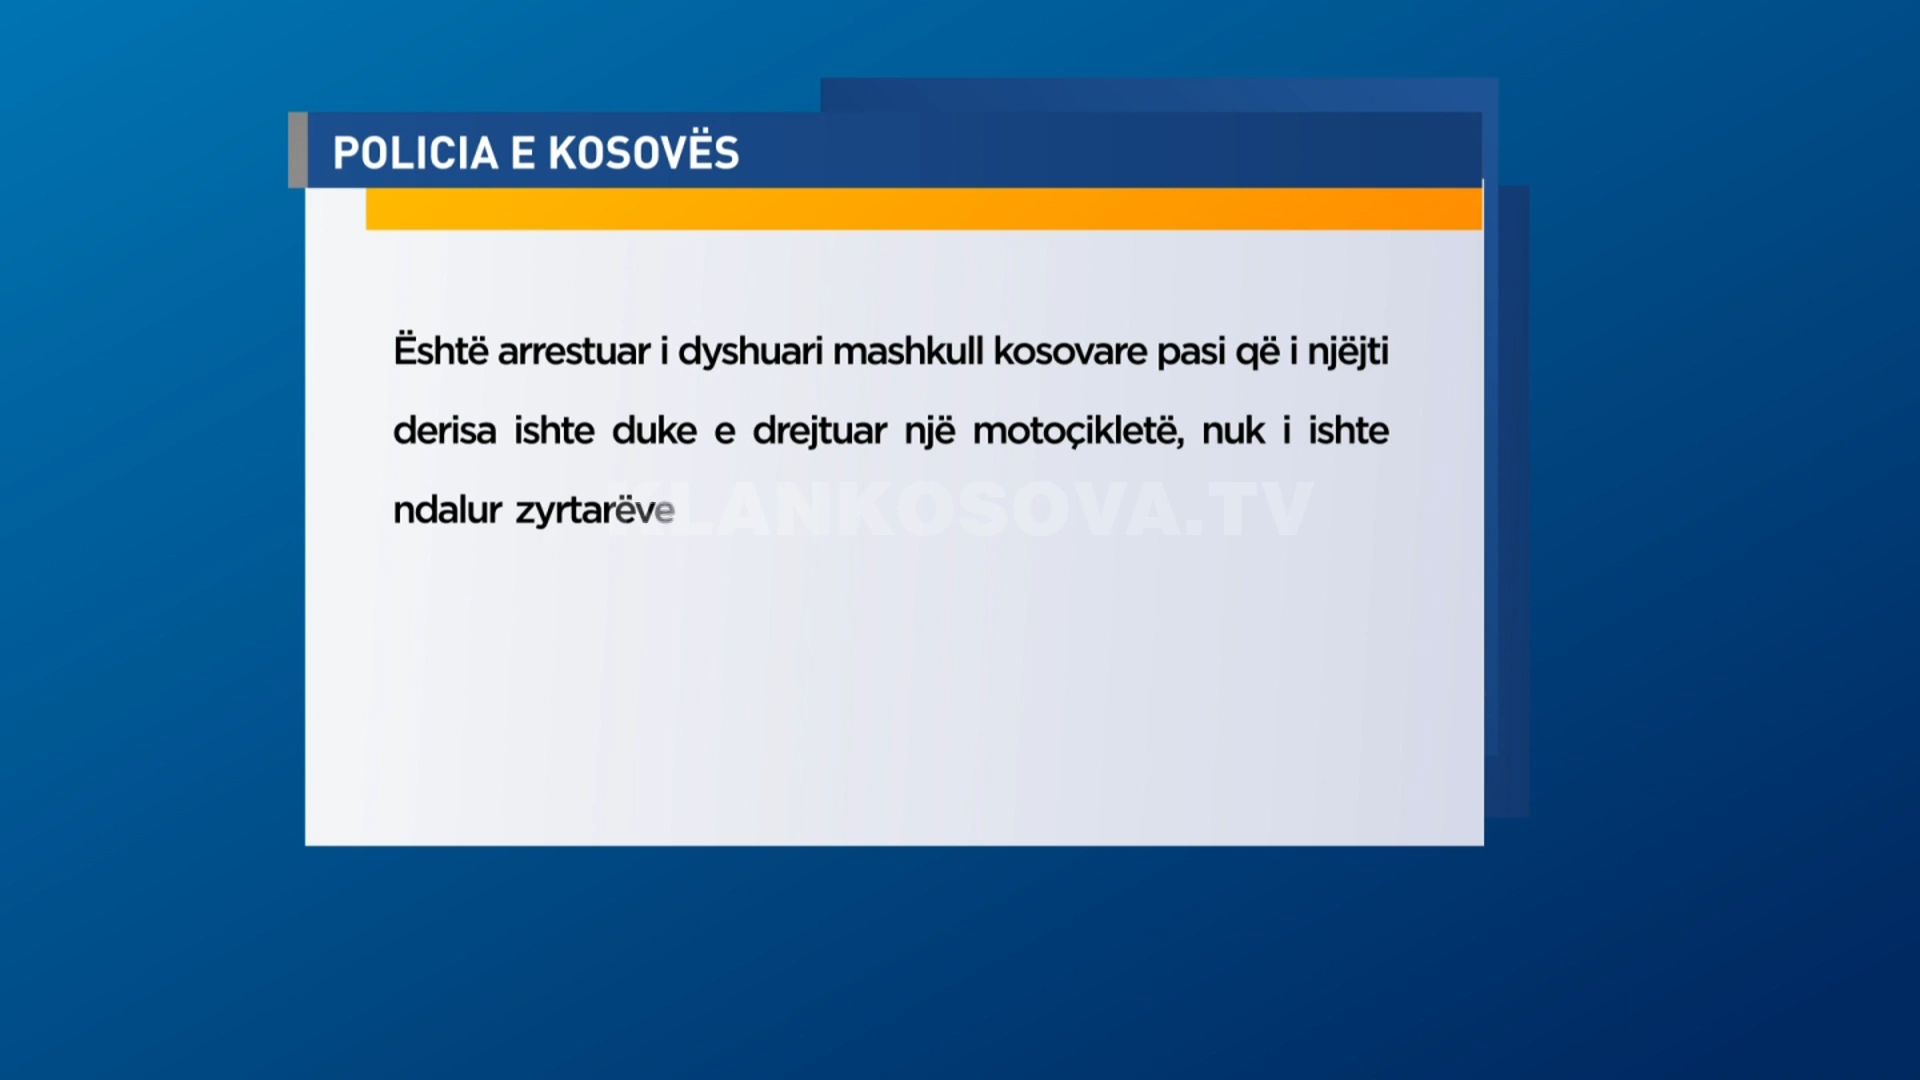 POLICIA E KOSOVËS
Është arrestuar i dyshuari mashkull kosovare pasi që i njëjti
derisa ishte duke e drejtuar një motoçikletë, nuk i ishte
ndalur zyrtarëve
KLANKOSOVA.TV